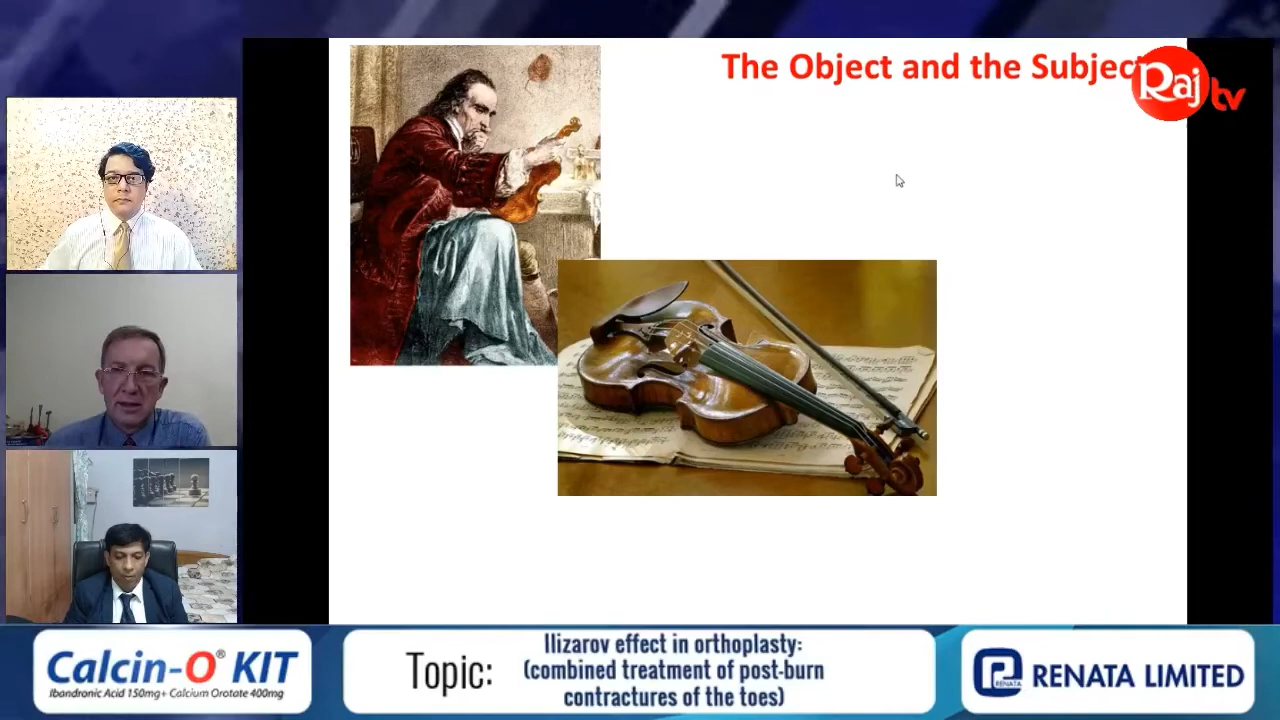 The Object and the Subject
Raj tv
Calcin-O® KIT
Ibandronic Acid 150mg+ Calcium Orotate 400mg
Topic:
Ilizarov effect in orthoplasty:
(combined treatment of post-burn
contractures of the toes)
RENATA
RENATA LIMITED